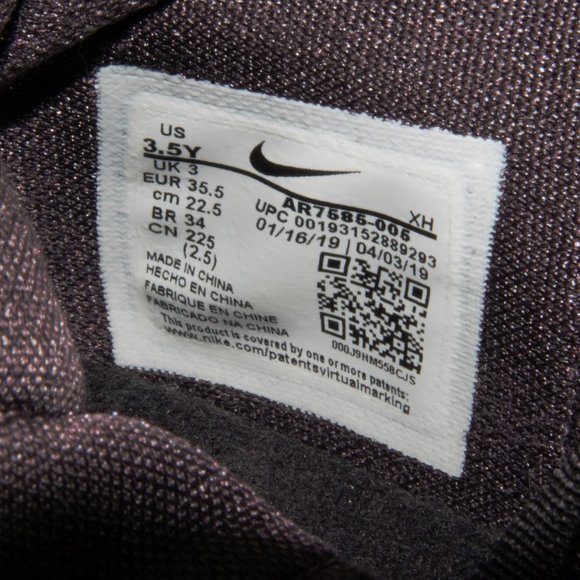 US
3.5Y
UK 3
EUR 35.5
cm 22.5
BR 34
CN 225
(2.5)
AR7585-005
XH
UPC 00193152889293
01/16/19 | 04/03/19
MADE IN CHINA
HECHO EN CHINA
FABRIQUE EN CHINE
FABRICADO NA CHINA
This product is covered by one or more patents:
www.nike.com/patentsvirtualmarking
000J9HM558CJS